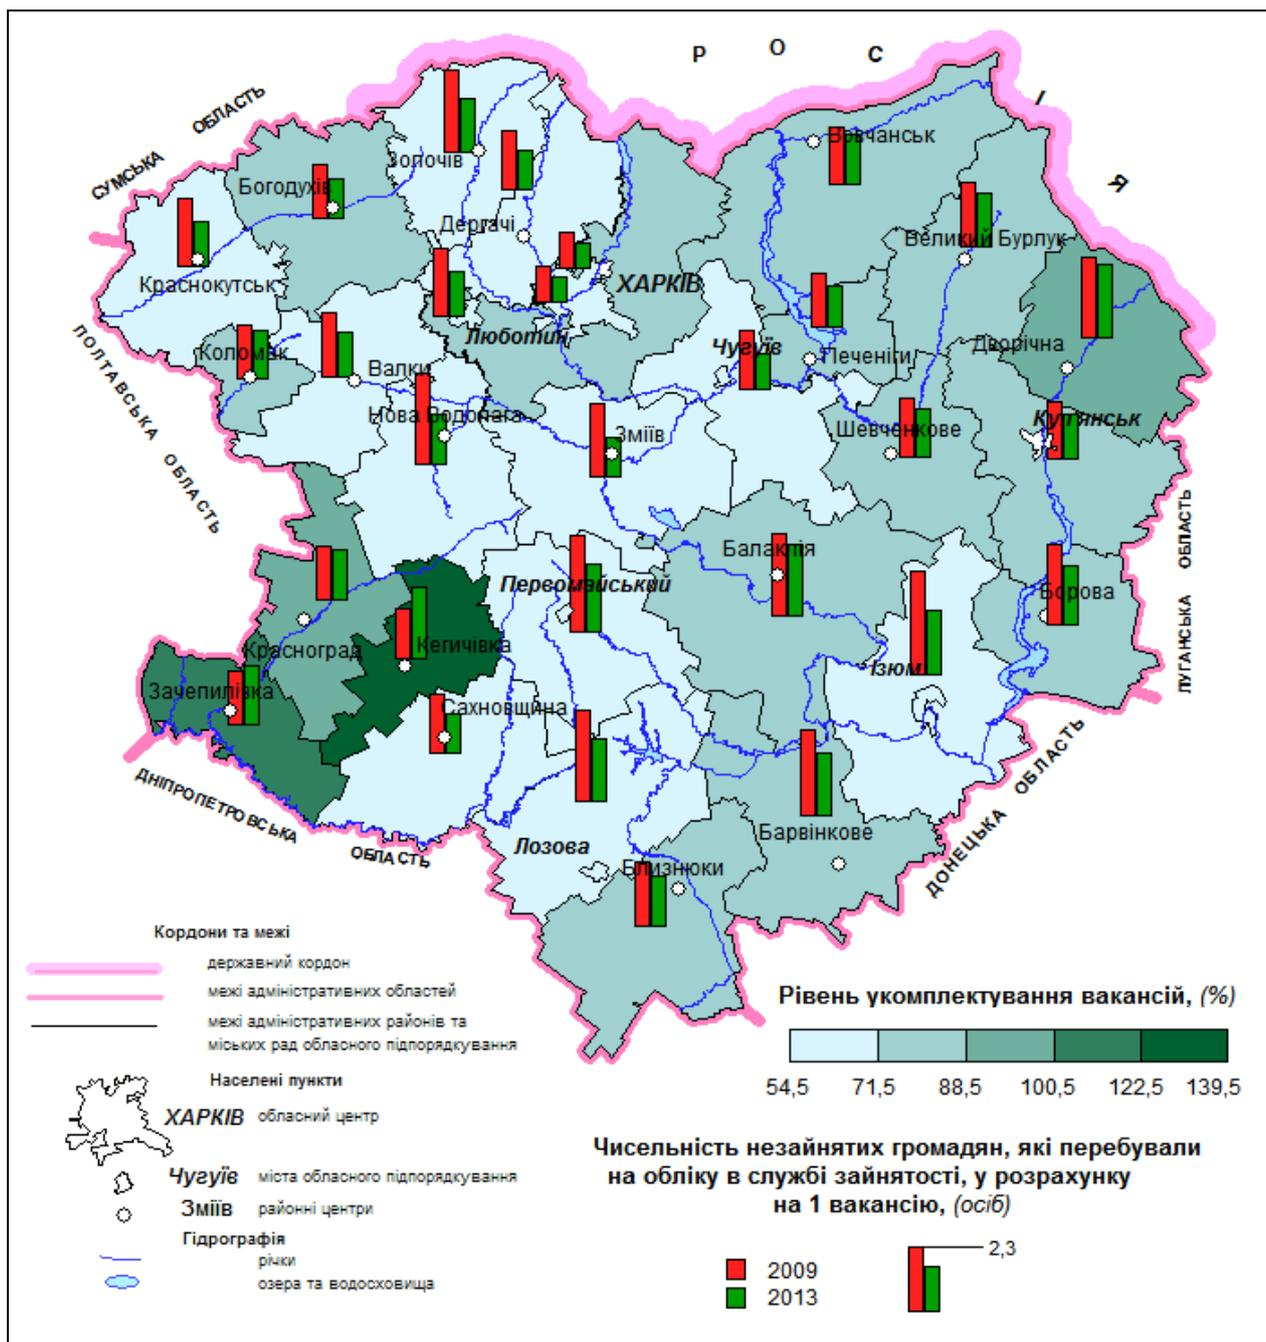 Р О С І Я
СУМСЬКА ОБЛАСТЬ
Вовчанськ
Золочів
Богодухів
Дергачі
Великий Бурлук
Краснокутськ
ХАРКІВ
Люботин
Чугуїв
Печеніги
Дворічна
Коломак
Валки
ПОЛТАВСЬКА ОБЛАСТЬ
Нова Водолага
Зміїв
Шевченкове
Куп'янськ
Балаклія
Первомайський
Борова
ЛУГАНСЬКА ОБЛАСТЬ
Красноград
Кегичівка
Ізюм
Зачепилівка
Сахновщина
ДНІПРОПЕТРОВСЬКА ОБЛАСТЬ
Барвінкове
Лозова
Близнюки
ДОНЕЦЬКА ОБЛАСТЬ
Кордони та межі
державний кордон
межі адміністративних областей
межі адміністративних районів та
міських рад обласного підпорядкування
Населені пункти
ХАРКІВ обласний центр
Чугуїв міста обласного підпорядкування
Зміїв районні центри
Гідрографія
річки
озера та водосховища
Рівень укомплектування вакансій, (%)
54,5 71,5 88,5 100,5 122,5 139,5
Чисельність незайнятих громадян, які перебували
на обліку в службі зайнятості, у розрахунку
на 1 вакансію, (осіб)
2,3
2009
2013